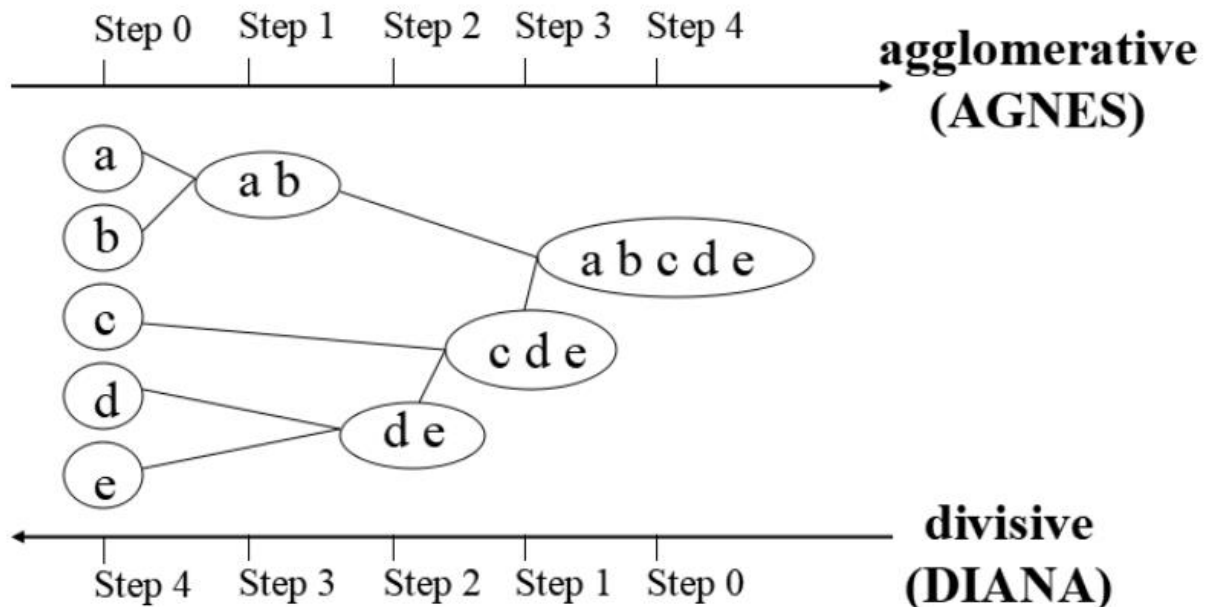 Step 0 Step 1 Step 2 Step 3 Step 4
agglomerative
(AGNES)
a
a b
b
a b c d e
c
c d e
d
d e
e
divisive
(DIANA)
Step 4 Step 3 Step 2 Step 1 Step 0